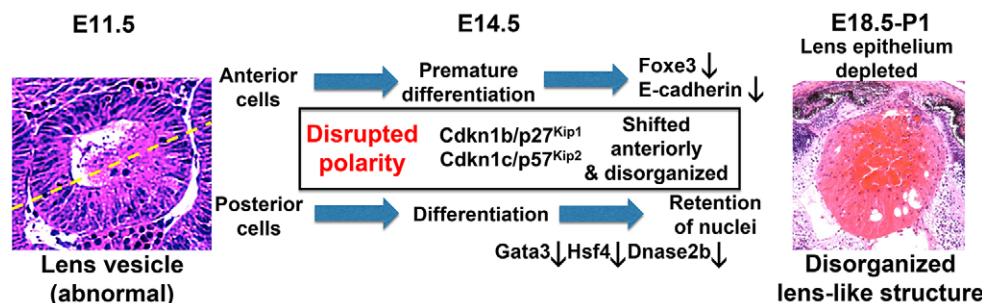 E11.5
E14.5
E18.5-P1
Lens epithelium
depleted
Anterior
cells
Premature
differentiation
Foxe3↓
E-cadherin ↓
Disrupted
polarity
Cdkn1b/p27Kip1
Cdkn1c/p57Kip2
Shifted
anteriorly
& disorganized
Posterior
cells
Differentiation
Retention
of nuclei
Gata3↓Hsf4↓Dnase2b↓
Lens vesicle
(abnormal)
Disorganized
lens-like structure